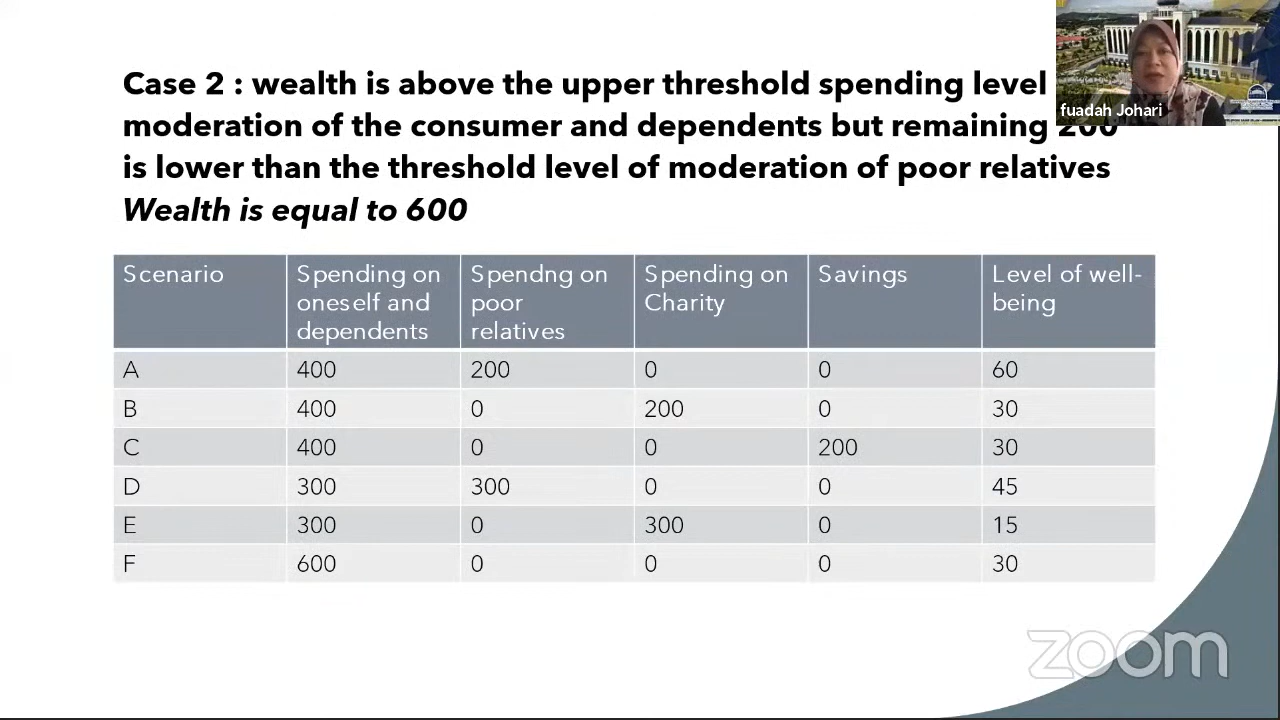 Case 2 : wealth is above the upper threshold spending level
moderation of the consumer and dependents but remaining 200
is lower than the threshold level of moderation of poor relatives
Wealth is equal to 600
fuadah Johari
Scenario Spending on oneself and dependents Spendng on poor relatives Spending on Charity Savings Level of well-being
A 400 200 0 0 60
B 400 0 200 0 30
C 400 0 0 200 30
D 300 300 0 0 45
E 300 0 300 0 15
F 600 0 0 0 30
zoom